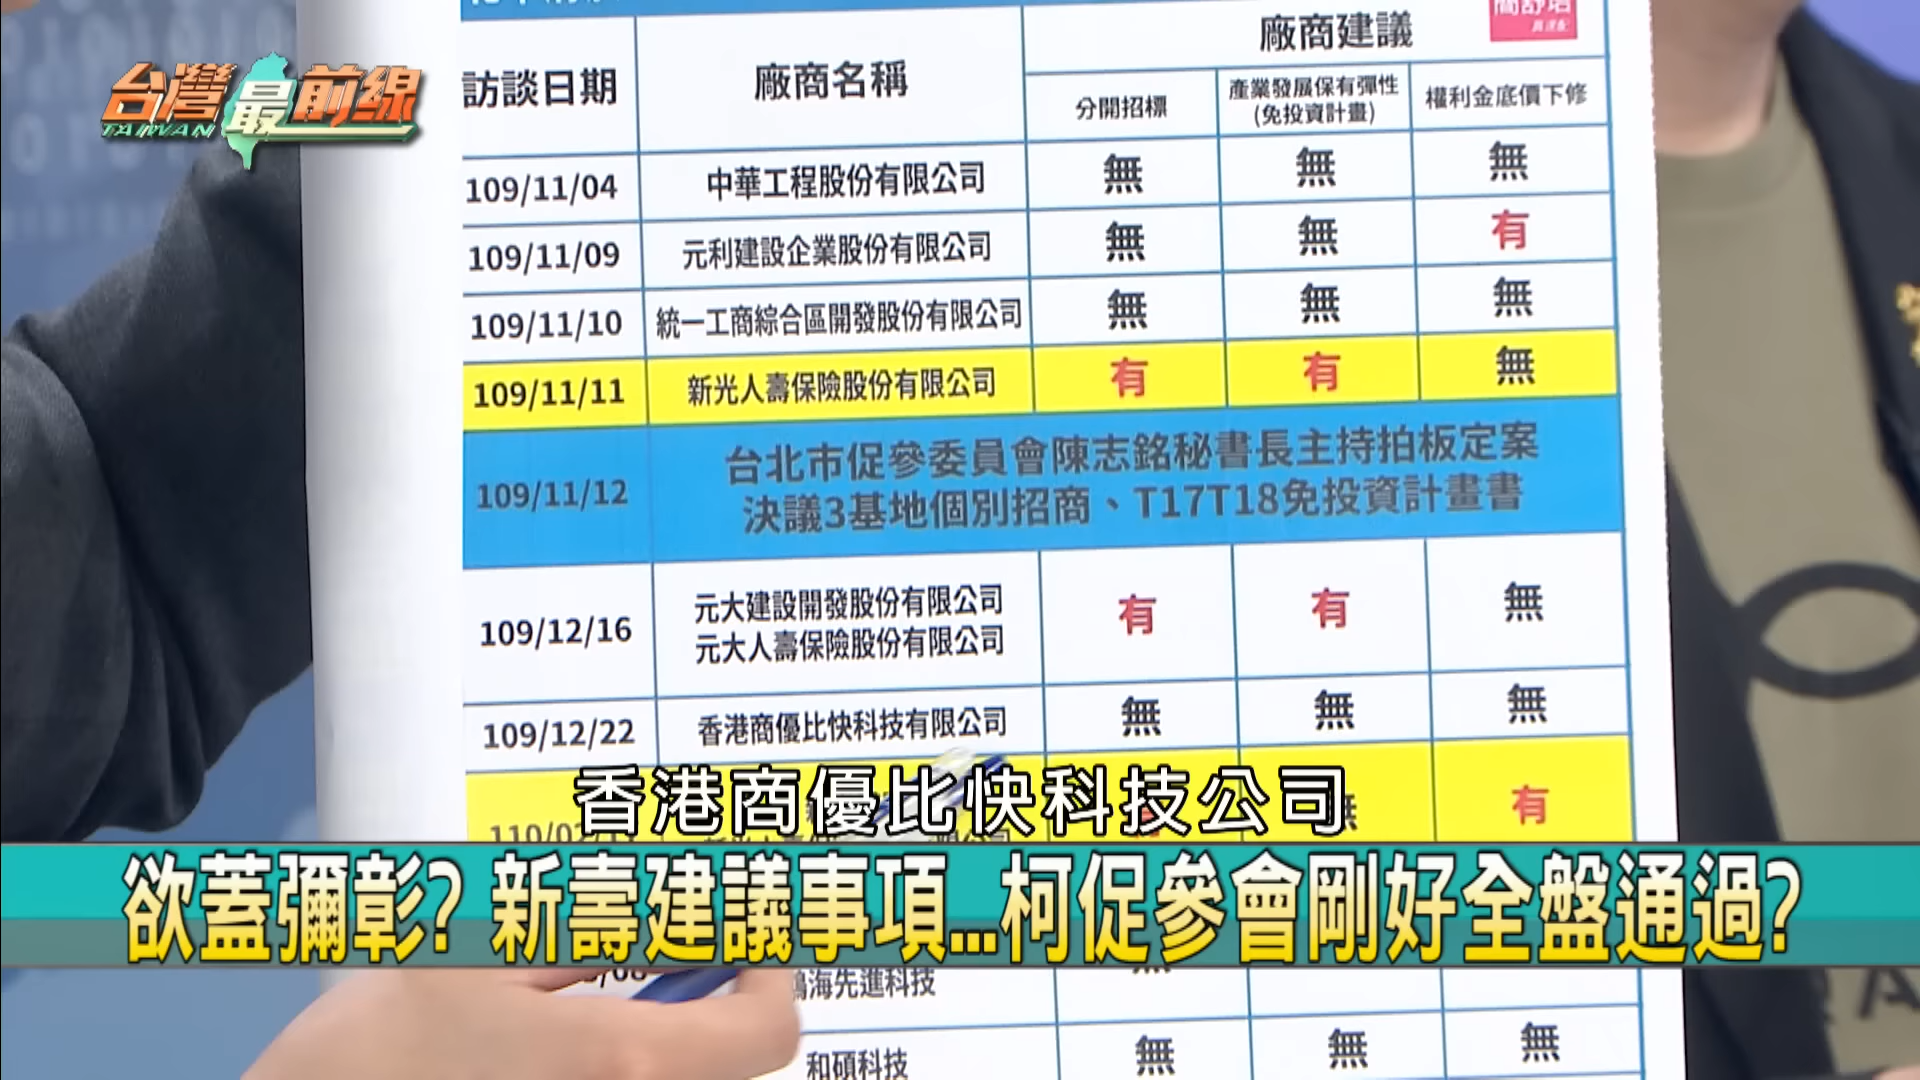 台灣最前線
TAIWAN
簡舒培
訪談日期 廠商名稱 廠商建議
分開招標 產業發展保有彈性 權利金底價下修
(免投資計畫)
109/11/04 中華工程股份有限公司 無 無 無
109/11/09 元利建設企業股份有限公司 無 無 有
109/11/10 統一工商綜合區開發股份有限公司 無 無 無
109/11/11 新光人壽保險股份有限公司 有 有 無
109/11/12 台北市促參委員會陳志銘秘書長主持拍板定案
決議3基地個別招商、T17T18免投資計畫書
109/12/16 元大建設開發股份有限公司 有 有 無
元大人壽保險股份有限公司
109/12/22 香港商優比快科技有限公司 無 無 無
有
香港商優比快科技公司
欲蓋彌彰? 新壽建議事項...柯促參會剛好全盤通過?
鴻海先進科技
和碩科技 無 無 無